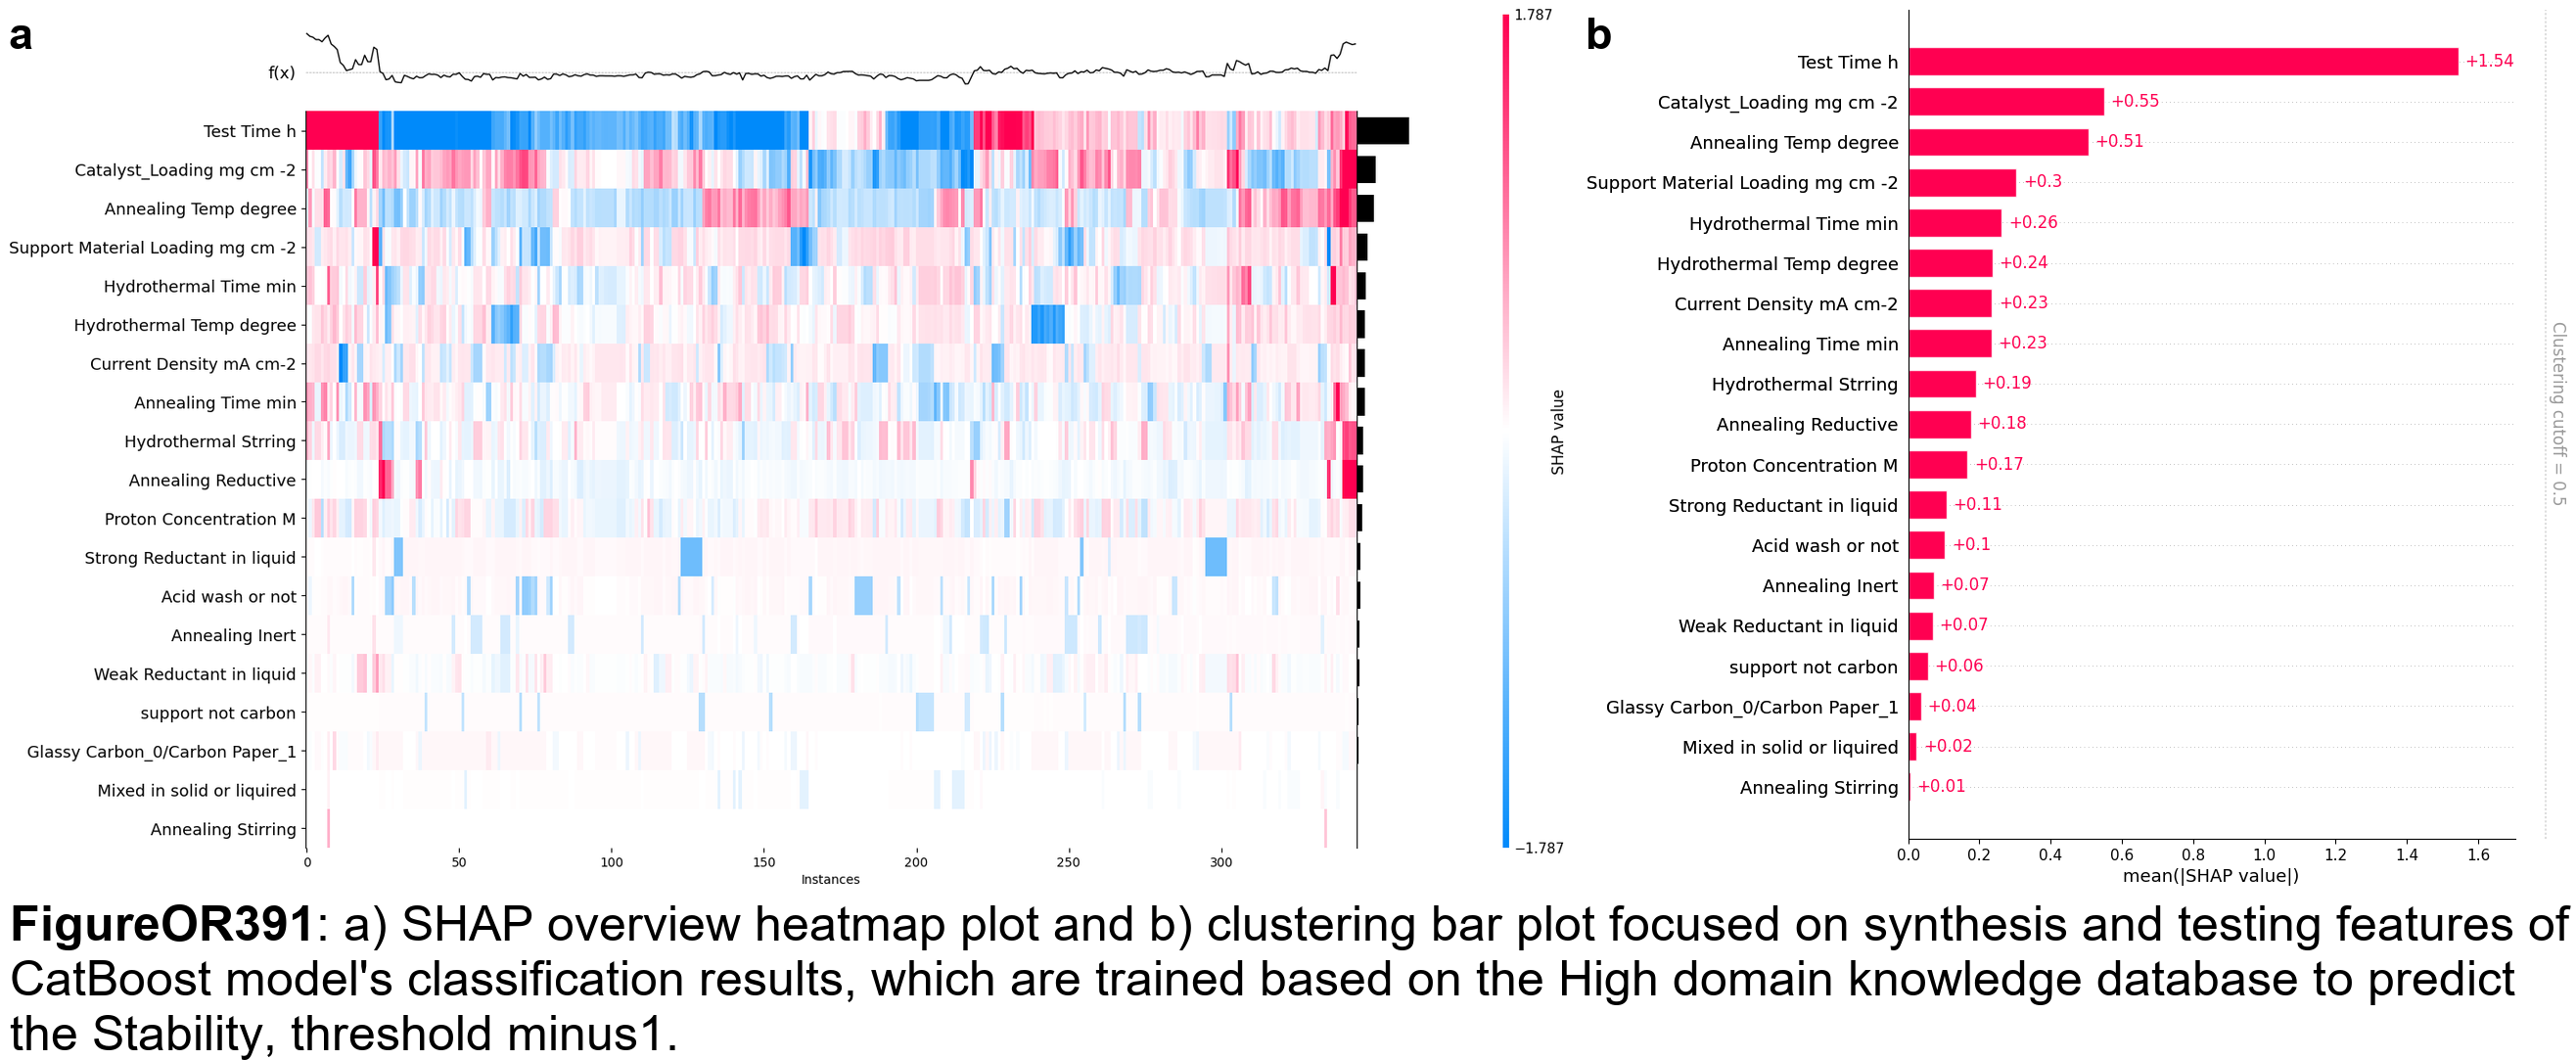 a
f(x)
Test Time h
Catalyst_Loading mg cm -2
Annealing Temp degree
Support Material Loading mg cm -2
Hydrothermal Time min
Hydrothermal Temp degree
Current Density mA cm-2
Annealing Time min
Hydrothermal Strring
Annealing Reductive
Proton Concentration M
Strong Reductant in liquid
Acid wash or not
Annealing Inert
Weak Reductant in liquid
support not carbon
Glassy Carbon_0/Carbon Paper_1
Mixed in solid or liquired
Annealing Stirring
0 50 100 150 200 250 300
Instances
1.787
SHAP value
−1.787
b
Test Time h +1.54
Catalyst_Loading mg cm -2 +0.55
Annealing Temp degree +0.51
Support Material Loading mg cm -2 +0.3
Hydrothermal Time min +0.26
Hydrothermal Temp degree +0.24
Current Density mA cm-2 +0.23
Annealing Time min +0.23
Hydrothermal Strring +0.19
Annealing Reductive +0.18
Proton Concentration M +0.17
Strong Reductant in liquid +0.11
Acid wash or not +0.1
Annealing Inert +0.07
Weak Reductant in liquid +0.07
support not carbon +0.06
Glassy Carbon_0/Carbon Paper_1 +0.04
Mixed in solid or liquired +0.02
Annealing Stirring +0.01
0.0 0.2 0.4 0.6 0.8 1.0 1.2 1.4 1.6
mean(|SHAP value|)
Clustering cutoff = 0.5
FigureOR391: a) SHAP overview heatmap plot and b) clustering bar plot focused on synthesis and testing features of
CatBoost model's classification results, which are trained based on the High domain knowledge database to predict
the Stability, threshold minus1.